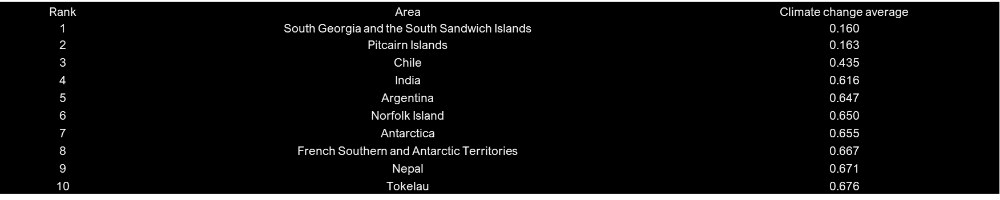 Rank Area Climate change average
1 South Georgia and the South Sandwich Islands 0.160
2 Pitcairn Islands 0.163
3 Chile 0.435
4 India 0.616
5 Argentina 0.647
6 Norfolk Island 0.650
7 Antarctica 0.655
8 French Southern and Antarctic Territories 0.667
9 Nepal 0.671
10 Tokelau 0.676